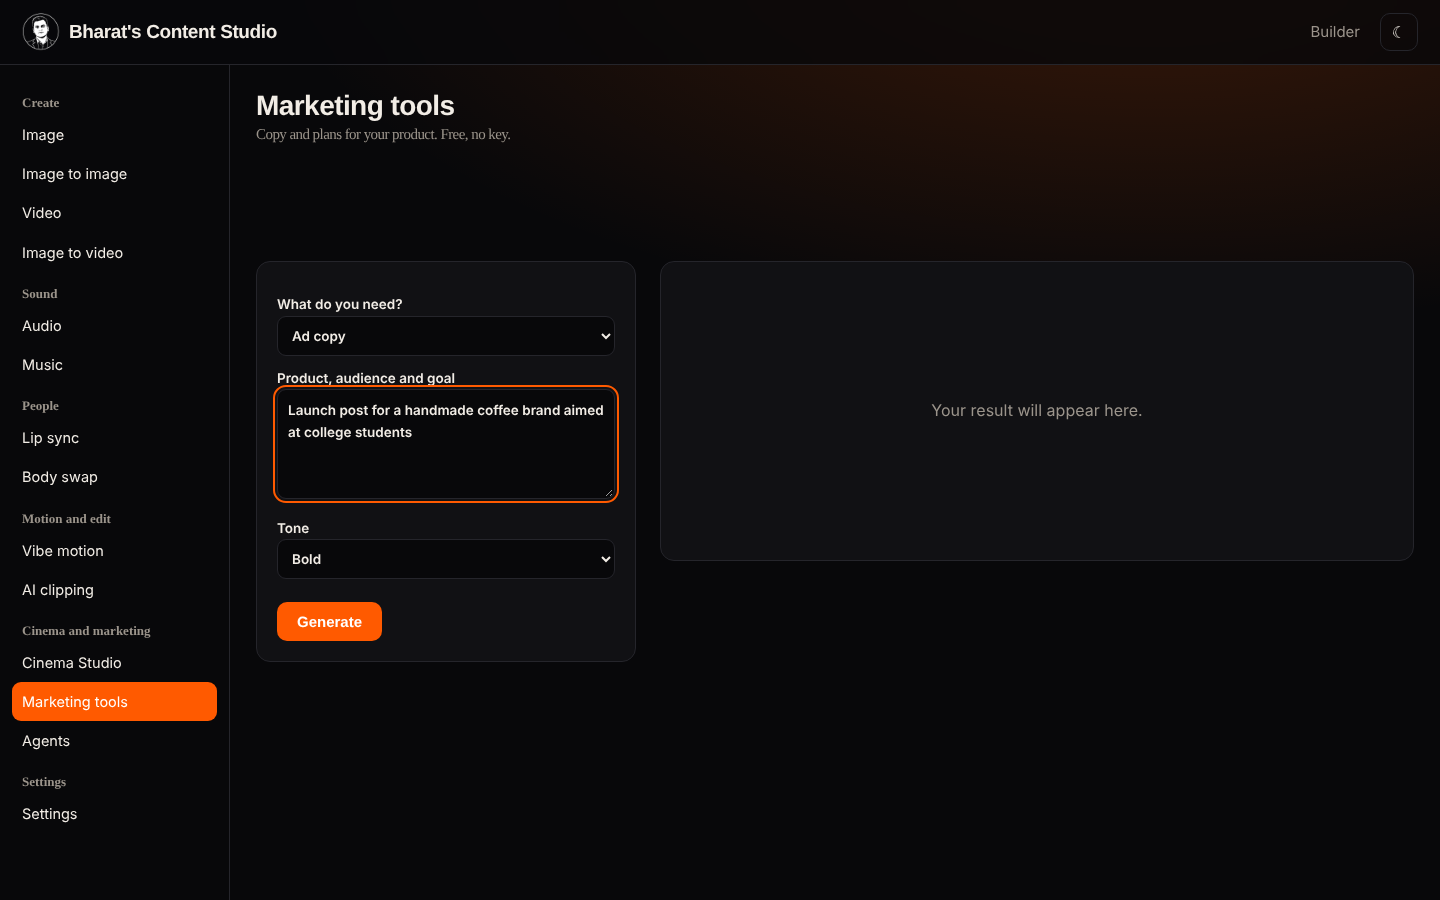 Bharat's Content Studio
Builder
Create
Image
Image to image
Video
Image to video
Sound
Audio
Music
People
Lip sync
Body swap
Motion and edit
Vibe motion
AI clipping
Cinema and marketing
Cinema Studio
Marketing tools
Agents
Settings
Settings
Marketing tools
Copy and plans for your product. Free, no key.
What do you need?
Ad copy
Product, audience and goal
Launch post for a handmade coffee brand aimed
at college students
Tone
Bold
Generate
Your result will appear here.